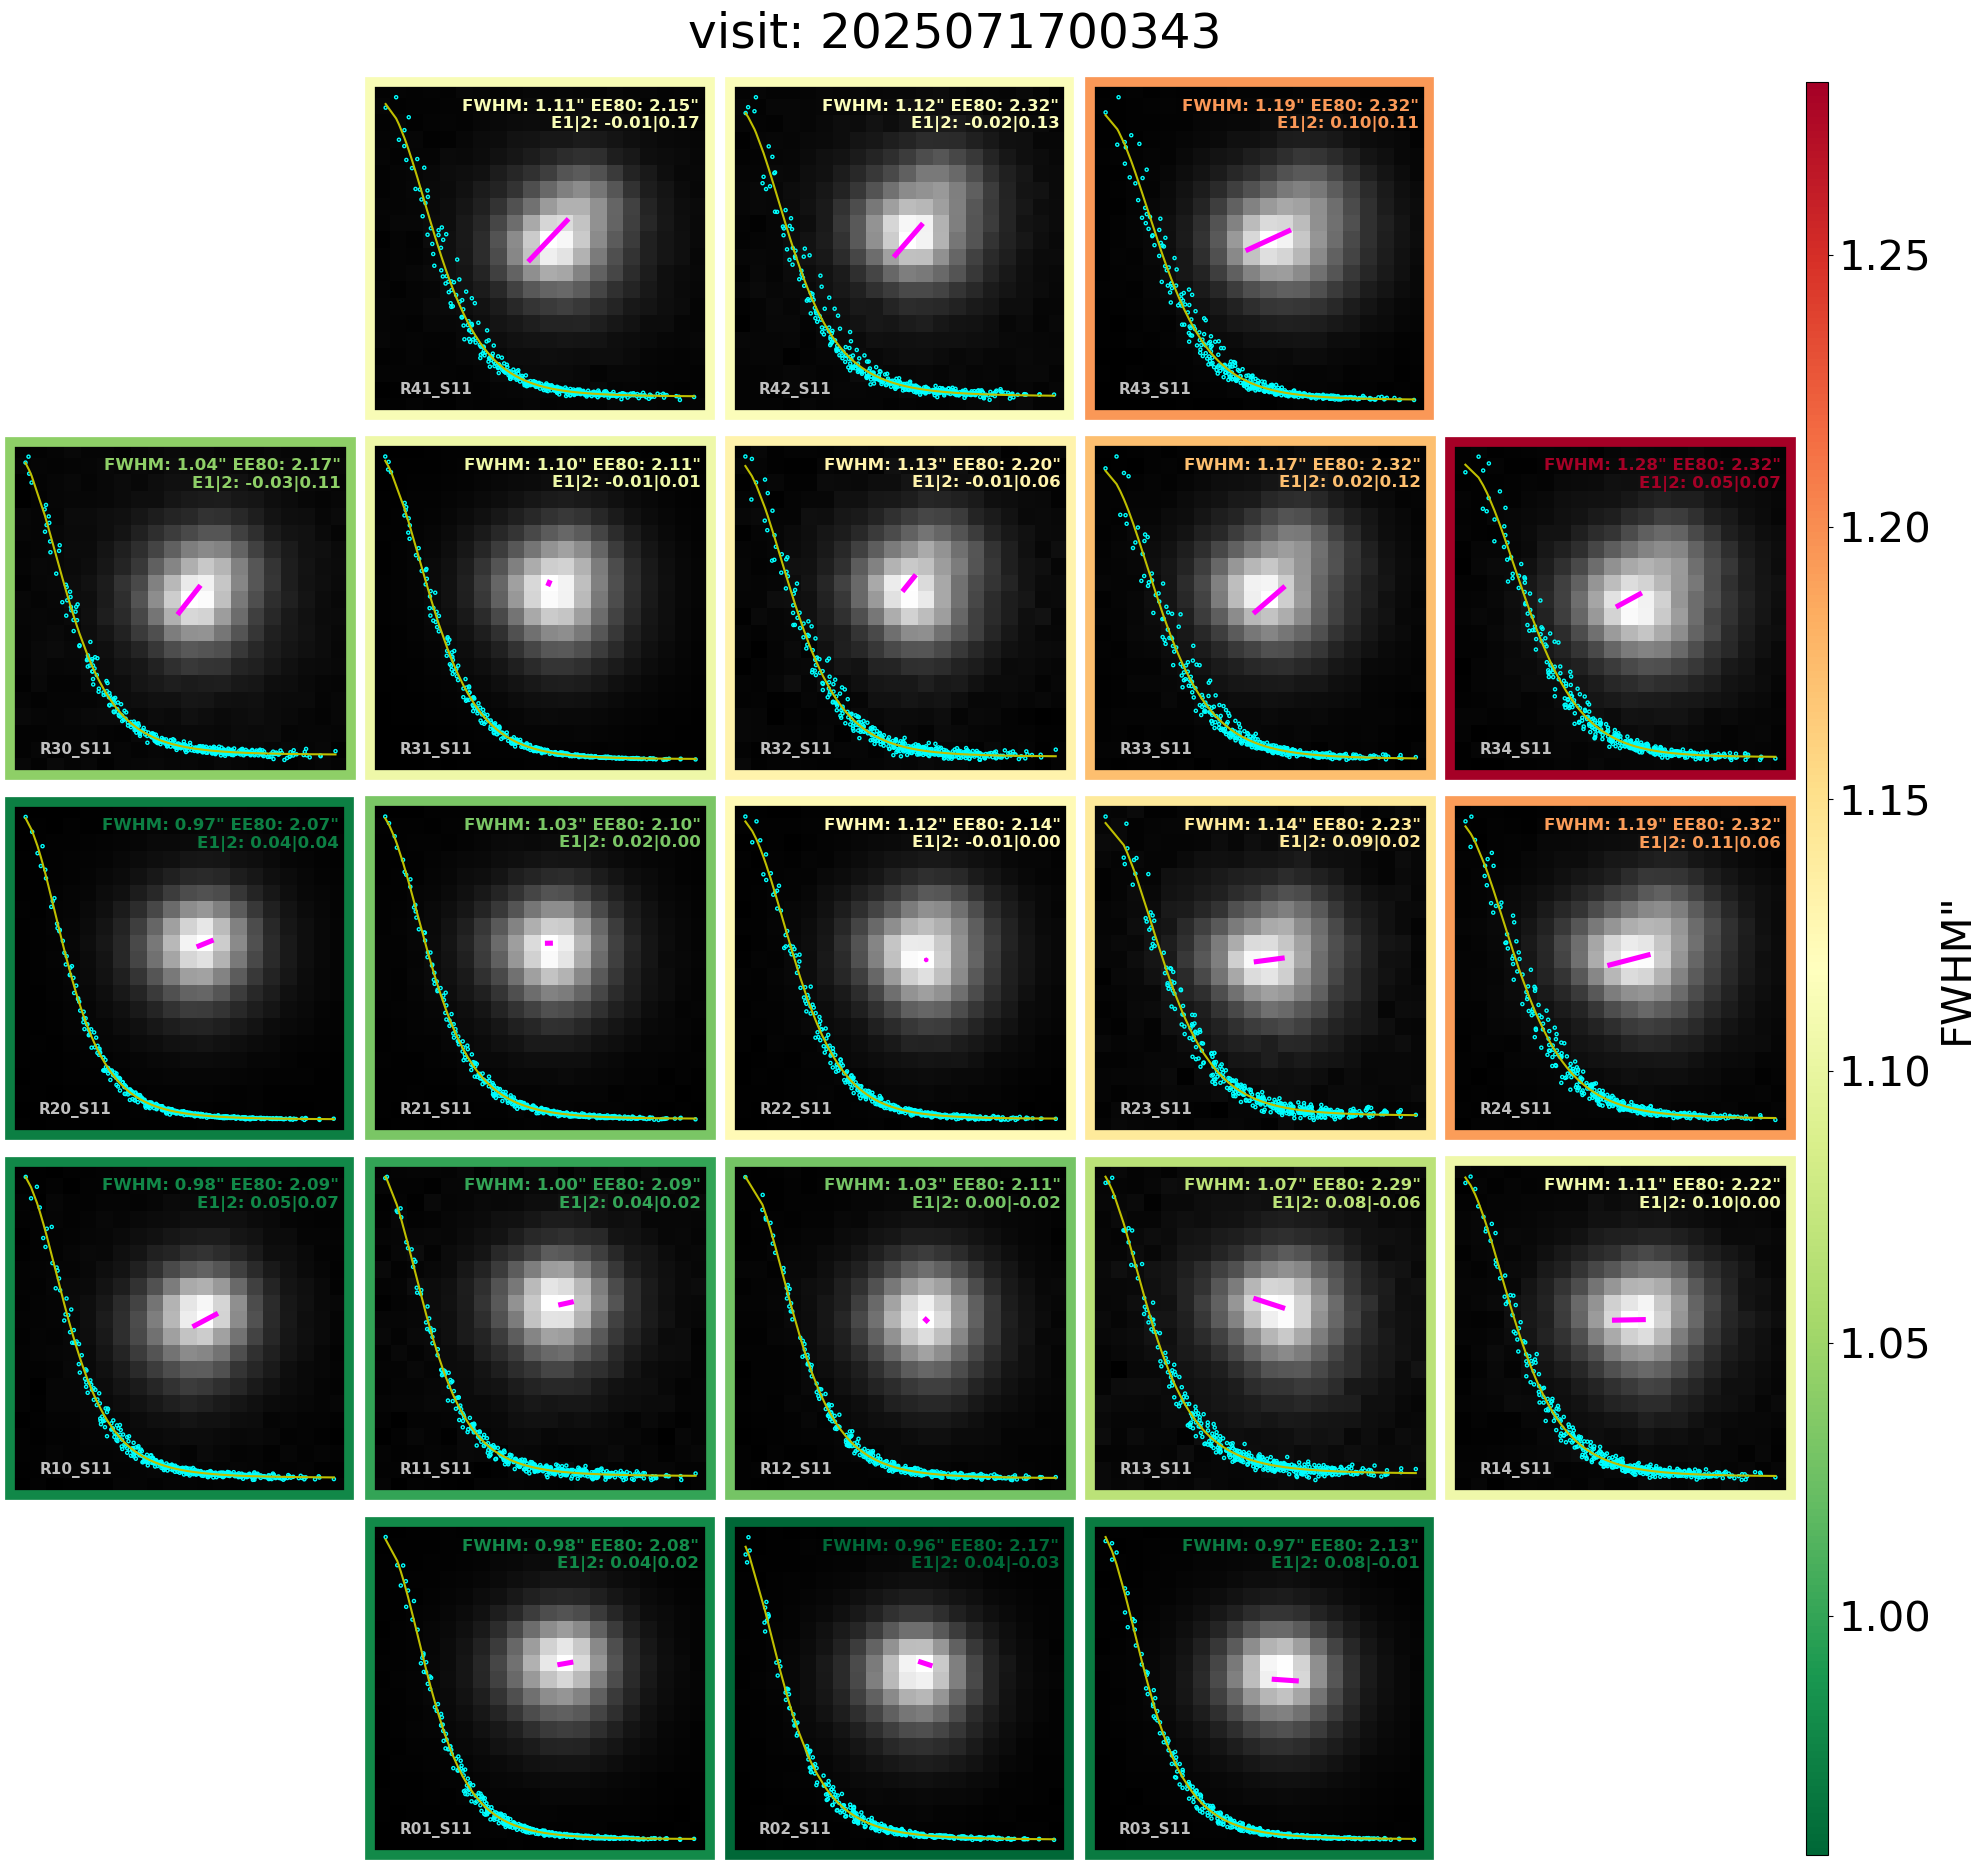 visit: 2025071700343
FWHM: 1.11" EE80: 2.15"
E1|2: -0.01|0.17
R41_S11
FWHM: 1.12" EE80: 2.32"
E1|2: -0.02|0.13
R42_S11
FWHM: 1.19" EE80: 2.32"
E1|2: 0.10|0.11
R43_S11
FWHM: 1.04" EE80: 2.17"
E1|2: -0.03|0.11
R30_S11
FWHM: 1.10" EE80: 2.11"
E1|2: -0.01|0.01
R31_S11
FWHM: 1.13" EE80: 2.20"
E1|2: -0.01|0.06
R32_S11
FWHM: 1.17" EE80: 2.32"
E1|2: 0.02|0.12
R33_S11
FWHM: 1.28" EE80: 2.32"
E1|2: 0.05|0.07
R34_S11
FWHM: 0.97" EE80: 2.07"
E1|2: 0.04|0.04
R20_S11
FWHM: 1.03" EE80: 2.10"
E1|2: 0.02|0.00
R21_S11
FWHM: 1.12" EE80: 2.14"
E1|2: -0.01|0.00
R22_S11
FWHM: 1.14" EE80: 2.23"
E1|2: 0.09|0.02
R23_S11
FWHM: 1.19" EE80: 2.32"
E1|2: 0.11|0.06
R24_S11
FWHM: 0.98" EE80: 2.09"
E1|2: 0.05|0.07
R10_S11
FWHM: 1.00" EE80: 2.09"
E1|2: 0.04|0.02
R11_S11
FWHM: 1.03" EE80: 2.11"
E1|2: 0.00|-0.02
R12_S11
FWHM: 1.07" EE80: 2.29"
E1|2: 0.08|-0.06
R13_S11
FWHM: 1.11" EE80: 2.22"
E1|2: 0.10|0.00
R14_S11
FWHM: 0.98" EE80: 2.08"
E1|2: 0.04|0.02
R01_S11
FWHM: 0.96" EE80: 2.17"
E1|2: 0.04|-0.03
R02_S11
FWHM: 0.97" EE80: 2.13"
E1|2: 0.08|-0.01
R03_S11
1.25
1.20
1.15
1.10
1.05
1.00
FWHM"